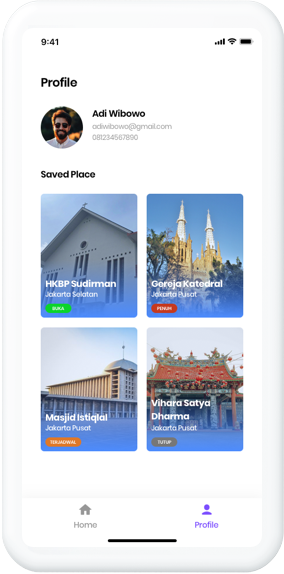 9:41
Profile
Adi Wibowo
adiwibowo@gmail.com
081234567890
Saved Place
HKBP Sudirman
Jakarta Selatan
BUKA
Gereja Katedral
Jakarta Pusat
PENUH
Masjid Istiqlal
Jakarta Pusat
TERJADWAL
Vihara Satya
Dharma
Jakarta Pusat
TUTUP
Home
Profile